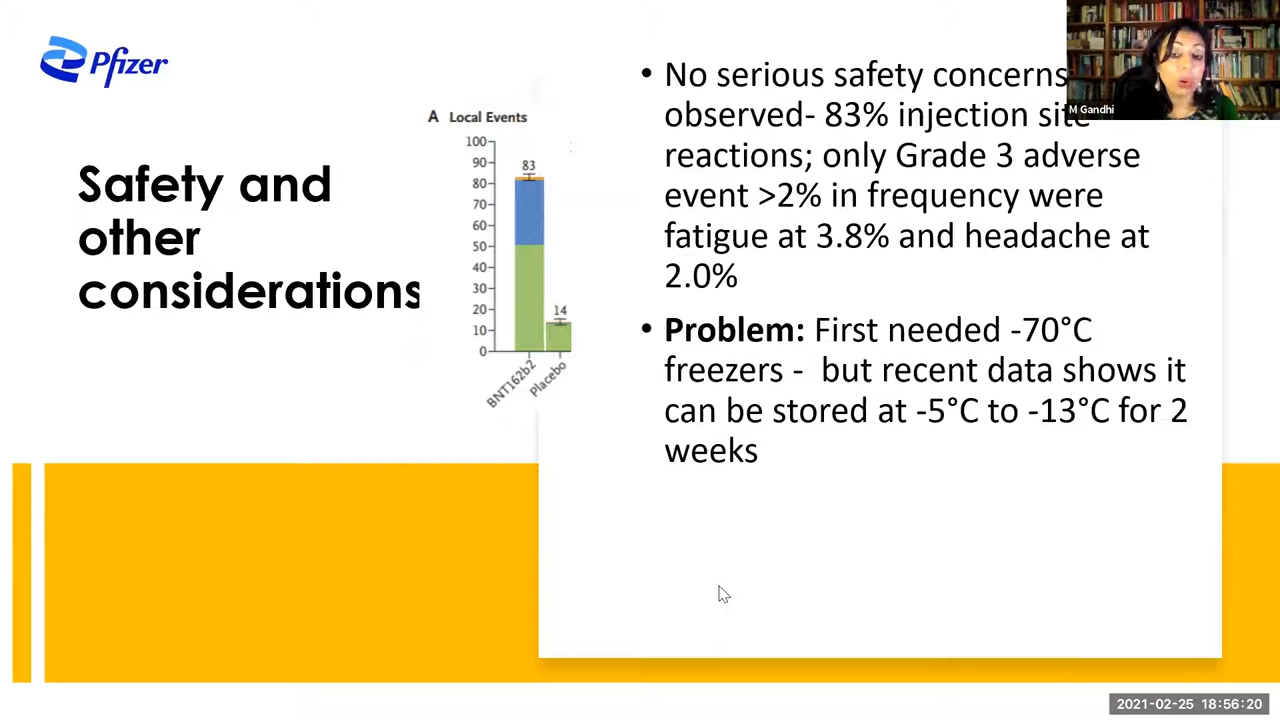 Pfizer
Safety and
other
considerations
A Local Events
100
90
80
70
60
50
40
30
20
10
0
83
14
BNT162b2
Placebo
• No serious safety concerns
observed- 83% injection site
reactions; only Grade 3 adverse
event >2% in frequency were
fatigue at 3.8% and headache at
2.0%
• Problem: First needed -70°C
freezers - but recent data shows it
can be stored at -5°C to -13°C for 2
weeks
M Gandhi
2021-02-25 18:56:20